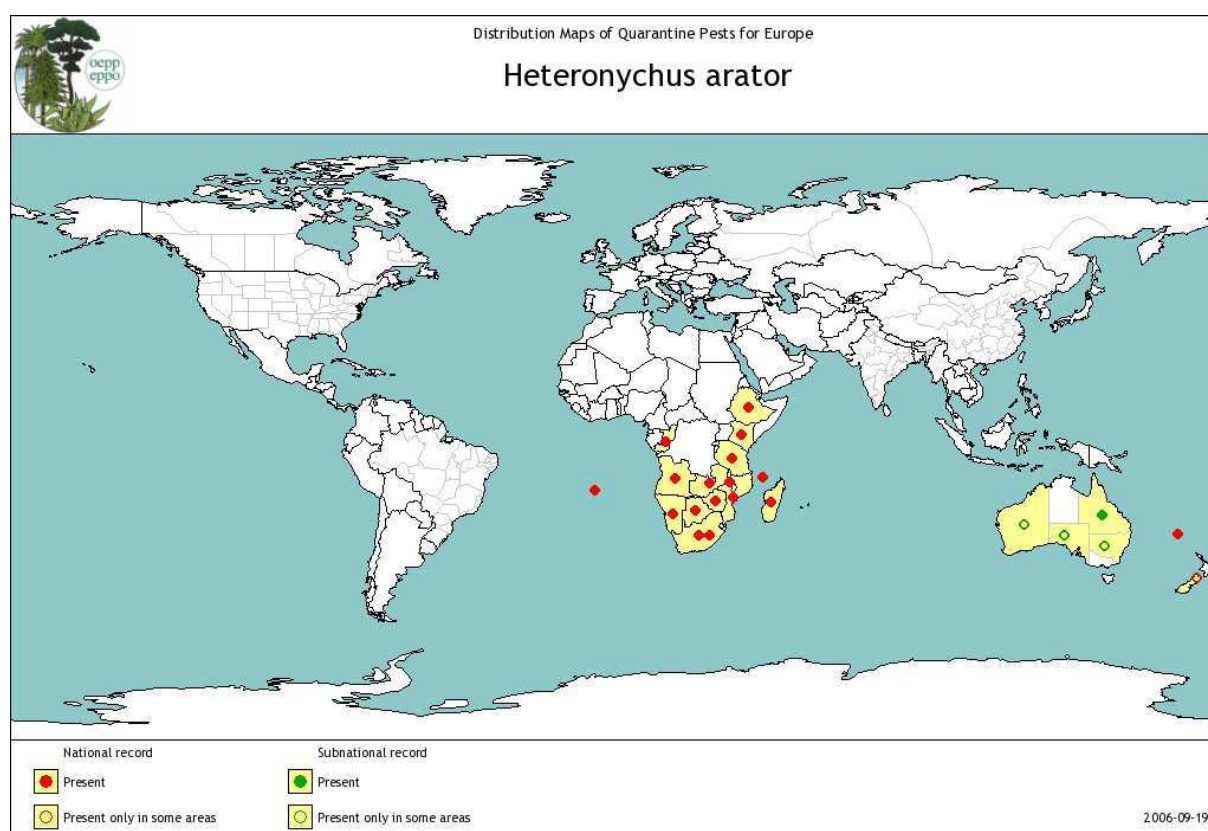 oepp
eppo
Distribution Maps of Quarantine Pests for Europe
Heteronychus arator
National record
Subnational record
Present
Present
Present only in some areas
Present only in some areas
2006-09-19